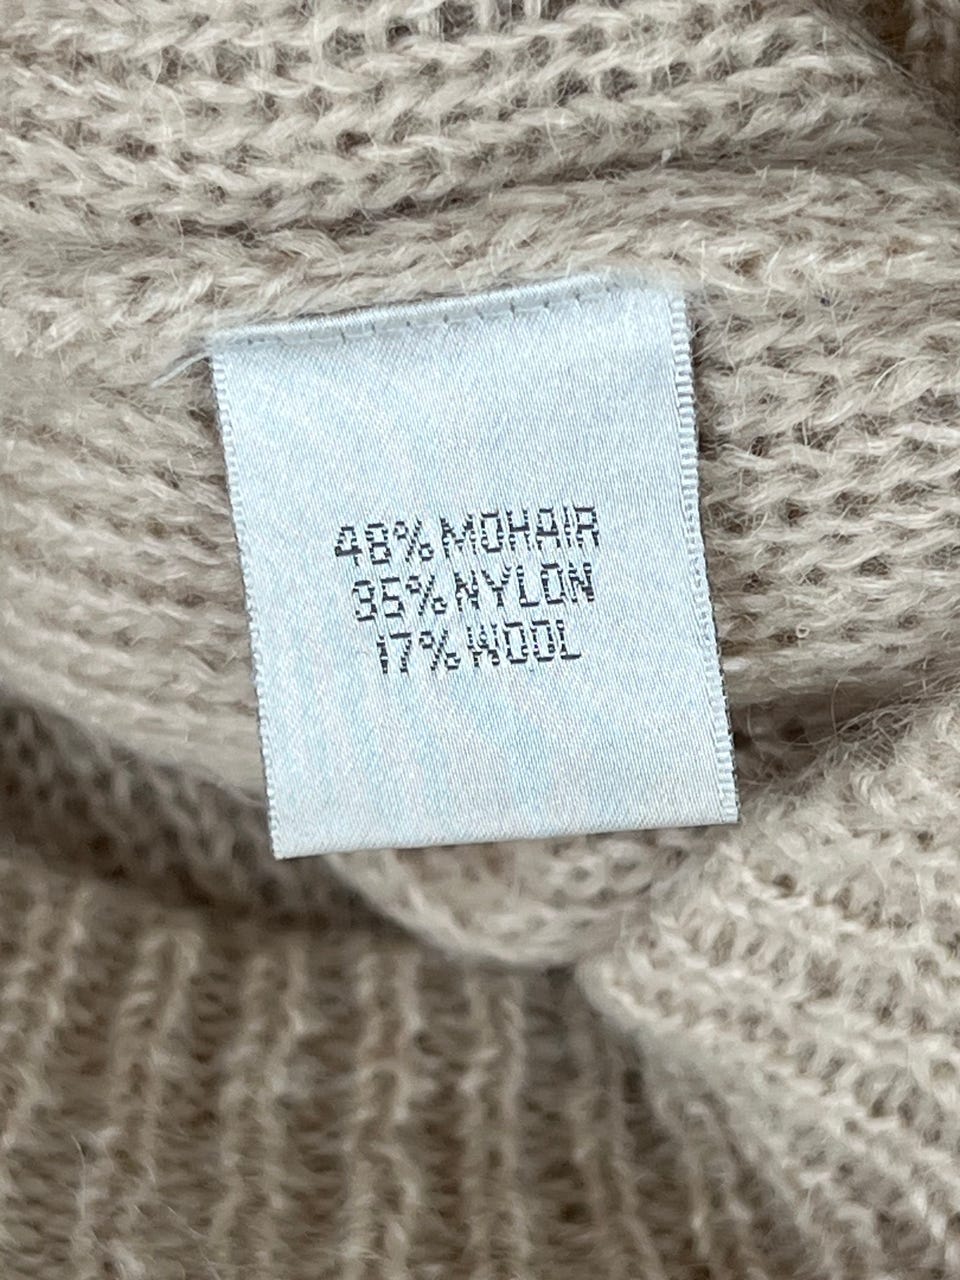 48% MOHAIR
35% NYLON
17% WOOL